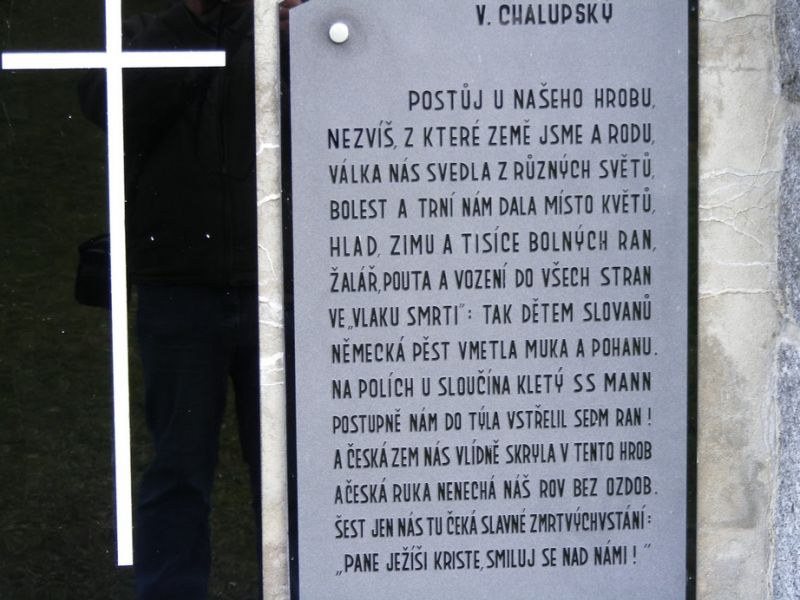 V. CHALUPSKÝ
POSTŮJ U NAŠEHO HROBU,
NEZVÍŠ, Z KTERÉ ZEMĚ JSME A RODU,
VÁLKA NÁS SVEDLA Z RŮZNÝCH SVĚTŮ,
BOLEST A TRNÍ NÁM DALA MÍSTO KVĚTŮ,
HLAD, ZIMU A TISÍCE BOLNÝCH RAN,
ŽALÁŘ, POUTA A VOZENÍ DO VŠECH STRAN
VE „VLAKU SMRTI": TAK DĚTEM SLOVANŮ
NĚMECKÁ PĚST VMETLA MUKA A POHANU.
NA POLÍCH U SLOUČÍNA KLETÝ SS MANN
POSTUPNĚ NÁM DO TÝLA VSTŘELIL SEDM RAN!
A ČESKÁ ZEM NÁS VLÍDNĚ SKRYLA V TENTO HROB
A ČESKÁ RUKA NENECHÁ NÁŠ ROV BEZ OZDOB.
ŠEST JEN NÁS TU ČEKÁ SLAVNÉ ZMRTVÝCHVSTÁNÍ:
„PANE JEŽÍŠI KRISTE, SMILUJ SE NAD NÁMI!"